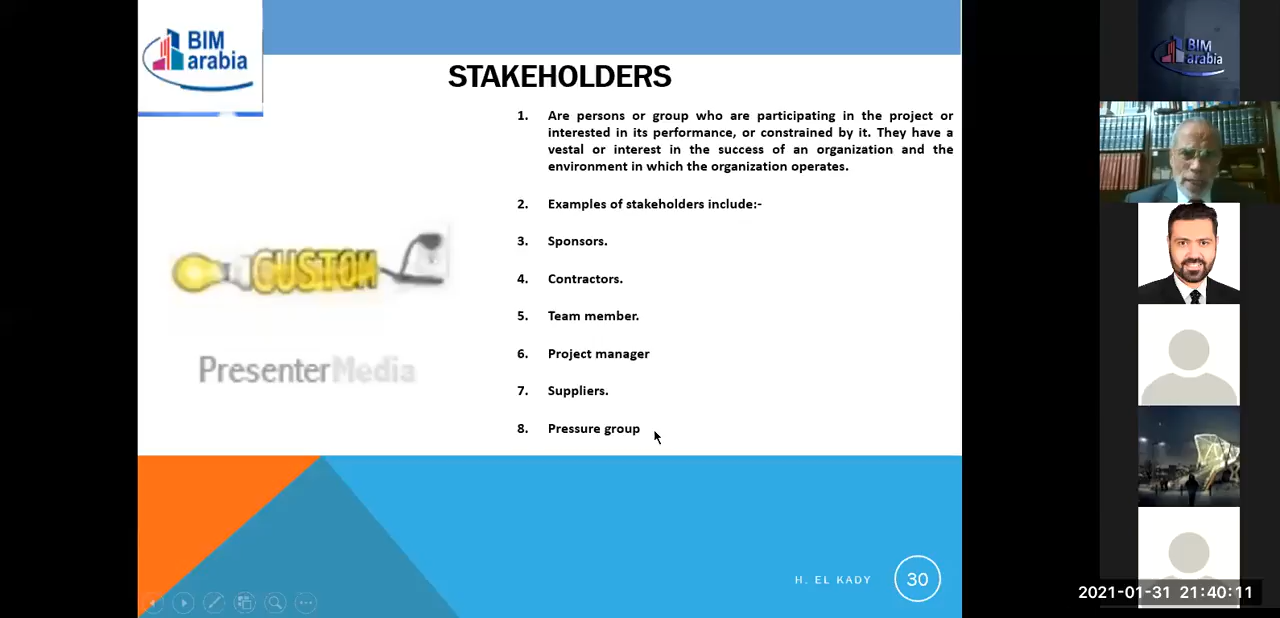 BIM
arabia
STAKEHOLDERS
1. Are persons or group who are participating in the project or
interested in its performance, or constrained by it. They have a
vestal or interest in the success of an organization and the
environment in which the organization operates.
2. Examples of stakeholders include:-
3. Sponsors.
4. Contractors.
5. Team member.
6. Project manager
7. Suppliers.
8. Pressure group
CUSTOM
PresenterMedia
H. EL KADY
30
BIM
arabia
2021-01-31 21:40:11